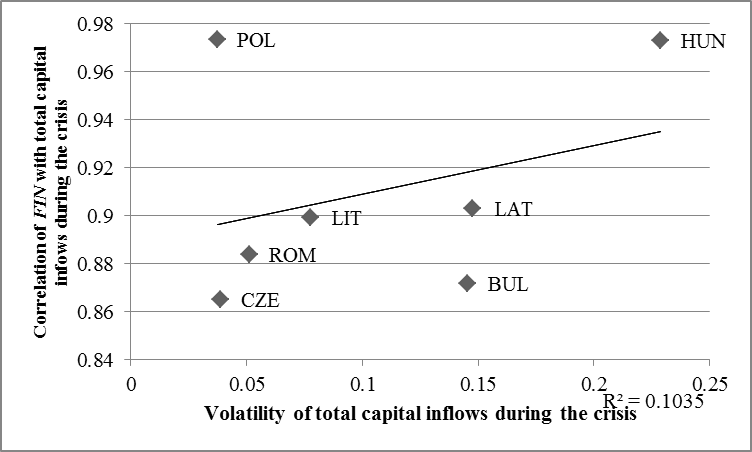 Correlation of FIN with total capital
infows during the crisis
0.98
0.96
0.94
0.92
0.9
0.88
0.86
0.84
POL
HUN
LAT
LIT
ROM
BUL
CZE
0
0.05
0.1
0.15
0.2
0.25
R² = 0.1035
Volatility of total capital inflows during the crisis